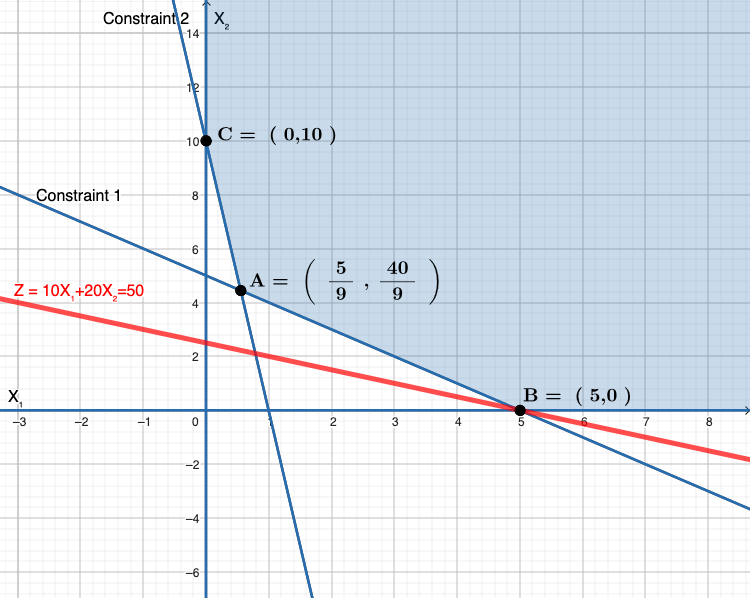 Constraint 2
X₂
14
12
C = ( 0,10 )
10
8
Constraint 1
6
A = ( 5/9 , 40/9 )
Z = 10X₁+20X₂=50
4
2
X₁
B = ( 5,0 )
−3 −2 −1 0 1 2 3 4 5 6 7 8
−2
−4
−6